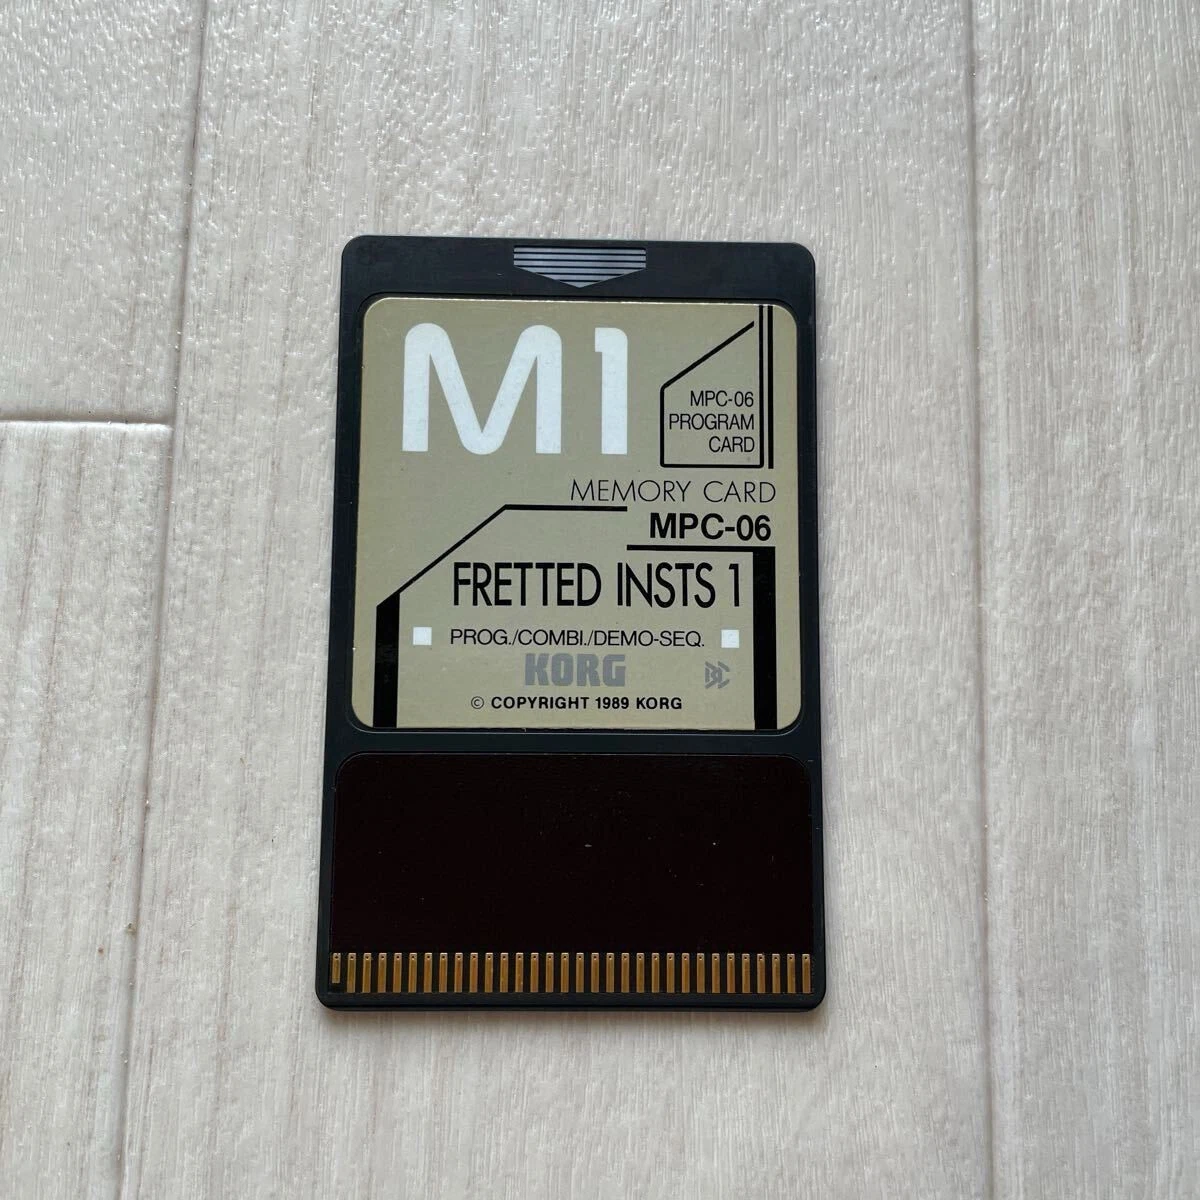 M1
MPC-06
PROGRAM
CARD
MEMORY CARD
MPC-06
FRETTED INSTS 1
PROG./COMBI./DEMO-SEQ.
KORG
© COPYRIGHT 1989 KORG